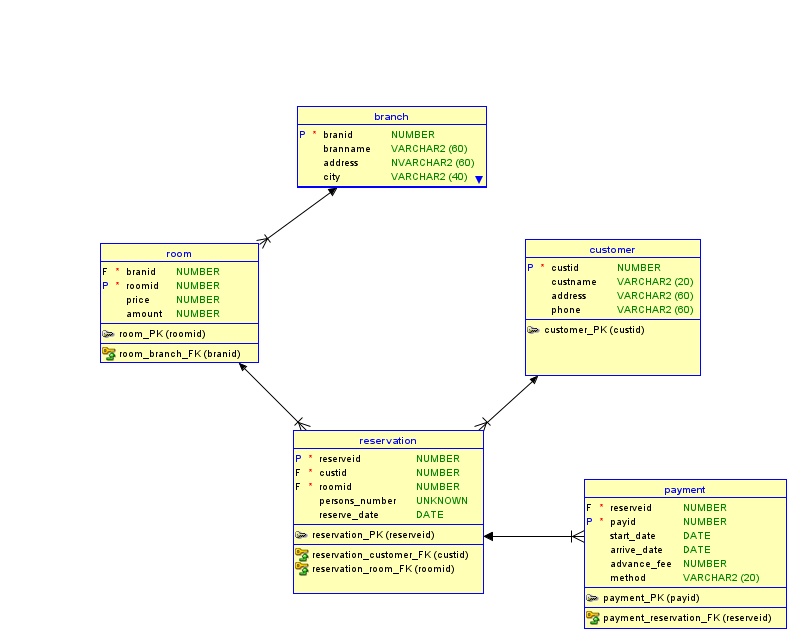 branch
P * branid NUMBER
branname VARCHAR2 (60)
address NVARCHAR2 (60)
city VARCHAR2 (40)
room
F * branid NUMBER
P * roomid NUMBER
price NUMBER
amount NUMBER
room_PK (roomid)
room_branch_FK (branid)
customer
P * custid NUMBER
custname VARCHAR2 (20)
address VARCHAR2 (60)
phone VARCHAR2 (60)
customer_PK (custid)
reservation
P * reserveid NUMBER
F * custid NUMBER
F * roomid NUMBER
persons_number UNKNOWN
reserve_date DATE
reservation_PK (reserveid)
reservation_customer_FK (custid)
reservation_room_FK (roomid)
payment
F * reserveid NUMBER
P * payid NUMBER
start_date DATE
arrive_date DATE
advance_fee NUMBER
method VARCHAR2 (20)
payment_PK (payid)
payment_reservation_FK (reserveid)